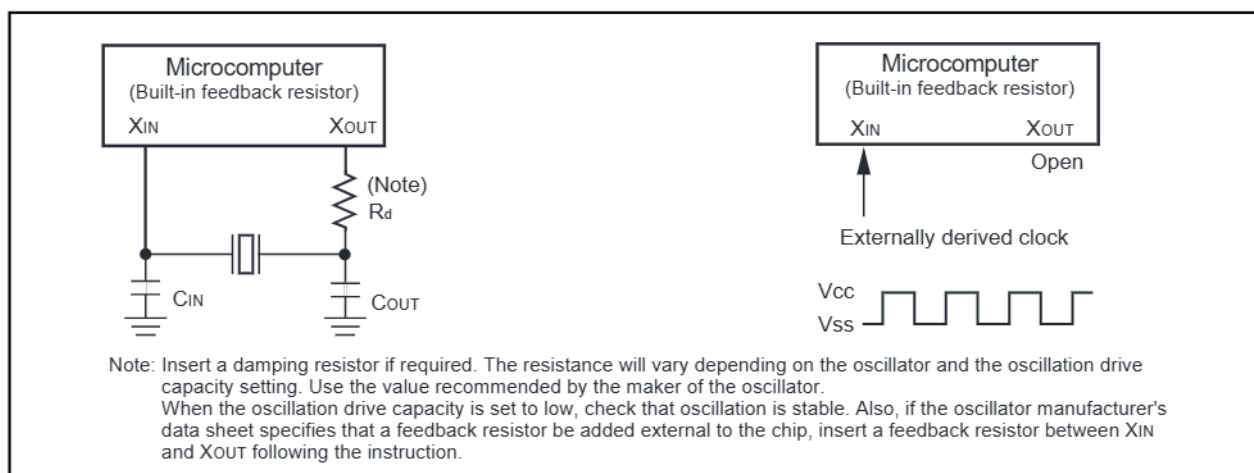 Microcomputer
(Built-in feedback resistor)
XIN XOUT
(Note)
Rd
CIN
COUT
Microcomputer
(Built-in feedback resistor)
XIN XOUT
Open
Externally derived clock
Vcc
Vss
Note: Insert a damping resistor if required. The resistance will vary depending on the oscillator and the oscillation drive
capacity setting. Use the value recommended by the maker of the oscillator.
When the oscillation drive capacity is set to low, check that oscillation is stable. Also, if the oscillator manufacturer's
data sheet specifies that a feedback resistor be added external to the chip, insert a feedback resistor between XIN
and XOUT following the instruction.